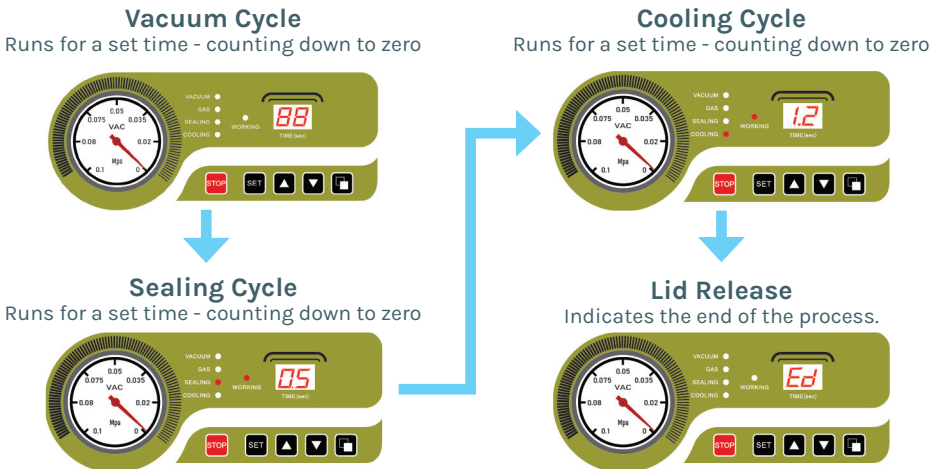 Vacuum Cycle
Runs for a set time - counting down to zero
VACUUM
GAS
SEALING
COOLING
WORKING
88
TIME(sec)
0.05
0.075
0.035
VAC
0.08
0.02
Mpa
0.1
0
STOP
SET
Sealing Cycle
Runs for a set time - counting down to zero
VACUUM
GAS
SEALING
COOLING
WORKING
0.5
TIME(sec)
0.05
0.075
0.035
VAC
0.08
0.02
Mpa
0.1
0
STOP
SET
Cooling Cycle
Runs for a set time - counting down to zero
VACUUM
GAS
SEALING
COOLING
WORKING
1.2
TIME(sec)
0.05
0.075
0.035
VAC
0.08
0.02
Mpa
0.1
0
STOP
SET
Lid Release
Indicates the end of the process.
VACUUM
GAS
SEALING
COOLING
WORKING
Ed
TIME(sec)
0.05
0.075
0.035
VAC
0.08
0.02
Mpa
0.1
0
STOP
SET